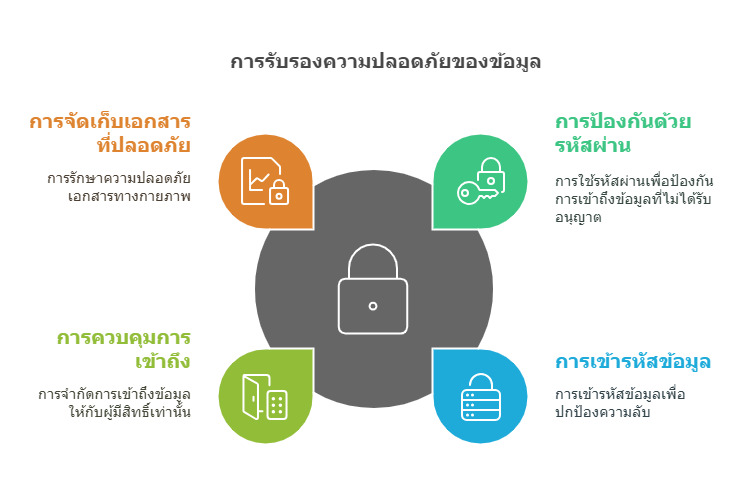 การรับรองความปลอดภัยของข้อมูล
การจัดเก็บเอกสาร
ที่ปลอดภัย
การรักษาความปลอดภัย
เอกสารทางกายภาพ
การป้องกันด้วย
รหัสผ่าน
การใช้รหัสผ่านเพื่อป้องกัน
การเข้าถึงข้อมูลที่ไม่ได้รับ
อนุญาต
การควบคุมการ
เข้าถึง
การจำกัดการเข้าถึงข้อมูล
ให้กับผู้มีสิทธิ์เท่านั้น
การเข้ารหัสข้อมูล
การเข้ารหัสข้อมูลเพื่อ
ปกป้องความลับ